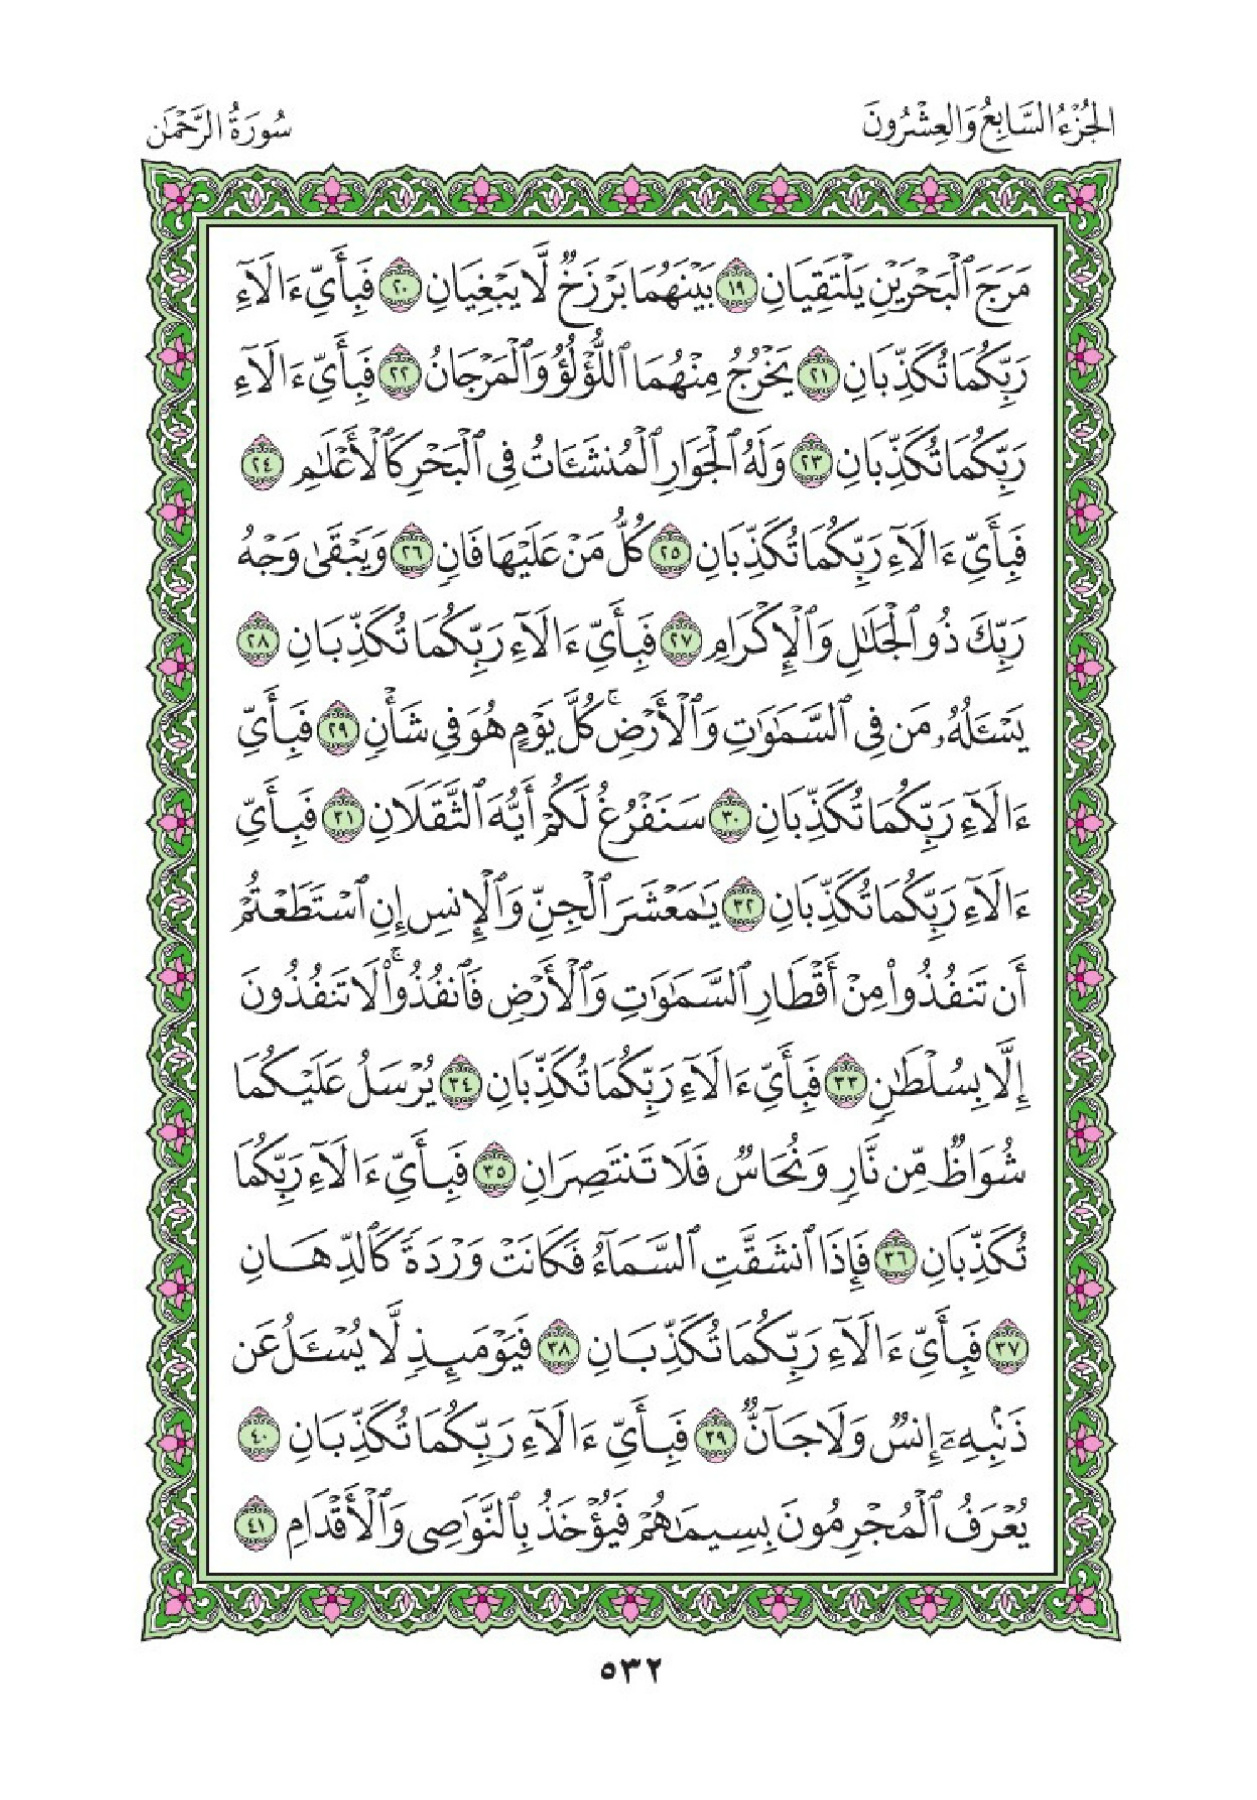 الجُزْءُ السَّابِعُ وَالعِشْرُونَ
سُورَةُ الرَّحْمَٰن
مَرَجَ ٱلْبَحْرَيْنِ يَلْتَقِيَانِ ١٩ بَيْنَهُمَا بَرْزَخٌ لَّا يَبْغِيَانِ ٢٠ فَبِأَيِّ ءَالَآءِ
رَبِّكُمَا تُكَذِّبَانِ ٢١ يَخْرُجُ مِنْهُمَا ٱللُّؤْلُؤُ وَٱلْمَرْجَانُ ٢٢ فَبِأَيِّ ءَالَآءِ
رَبِّكُمَا تُكَذِّبَانِ ٢٣ وَلَهُ ٱلْجَوَارِ ٱلْمُنشَـَٔاتُ فِى ٱلْبَحْرِ كَٱلْأَعْلَٰمِ ٢٤
فَبِأَيِّ ءَالَآءِ رَبِّكُمَا تُكَذِّبَانِ ٢٥ كُلُّ مَنْ عَلَيْهَا فَانٍ ٢٦ وَيَبْقَىٰ وَجْهُ
رَبِّكَ ذُو ٱلْجَلَٰلِ وَٱلْإِكْرَامِ ٢٧ فَبِأَيِّ ءَالَآءِ رَبِّكُمَا تُكَذِّبَانِ ٢٨
يَسْـَٔلُهُۥ مَن فِى ٱلسَّمَٰوَٰتِ وَٱلْأَرْضِ ۚ كُلَّ يَوْمٍ هُوَ فِى شَأْنٍ ٢٩ فَبِأَيِّ
ءَالَآءِ رَبِّكُمَا تُكَذِّبَانِ ٣٠ سَنَفْرُغُ لَكُمْ أَيُّهَ ٱلثَّقَلَانِ ٣١ فَبِأَيِّ
ءَالَآءِ رَبِّكُمَا تُكَذِّبَانِ ٣٢ يَٰمَعْشَرَ ٱلْجِنِّ وَٱلْإِنسِ إِنِ ٱسْتَطَعْتُمْ
أَن تَنفُذُوا۟ مِنْ أَقْطَارِ ٱلسَّمَٰوَٰتِ وَٱلْأَرْضِ فَٱنفُذُوا۟ ۚ لَا تَنفُذُونَ
إِلَّا بِسُلْطَٰنٍ ٣٣ فَبِأَيِّ ءَالَآءِ رَبِّكُمَا تُكَذِّبَانِ ٣٤ يُرْسَلُ عَلَيْكُمَا
شُوَاظٌ مِّن نَّارٍ وَنُحَاسٌ فَلَا تَنتَصِرَانِ ٣٥ فَبِأَيِّ ءَالَآءِ رَبِّكُمَا
تُكَذِّبَانِ ٣٦ فَإِذَا ٱنشَقَّتِ ٱلسَّمَآءُ فَكَانَتْ وَرْدَةً كَٱلدِّهَانِ
٣٧ فَبِأَيِّ ءَالَآءِ رَبِّكُمَا تُكَذِّبَانِ ٣٨ فَيَوْمَئِذٍ لَّا يُسْـَٔلُ عَن
ذَنۢبِهِۦٓ إِنسٌ وَلَا جَآنٌّ ٣٩ فَبِأَيِّ ءَالَآءِ رَبِّكُمَا تُكَذِّبَانِ ٤٠
يُعْرَفُ ٱلْمُجْرِمُونَ بِسِيمَٰهُمْ فَيُؤْخَذُ بِٱلنَّوَٰصِى وَٱلْأَقْدَامِ ٤١
٥٣٢